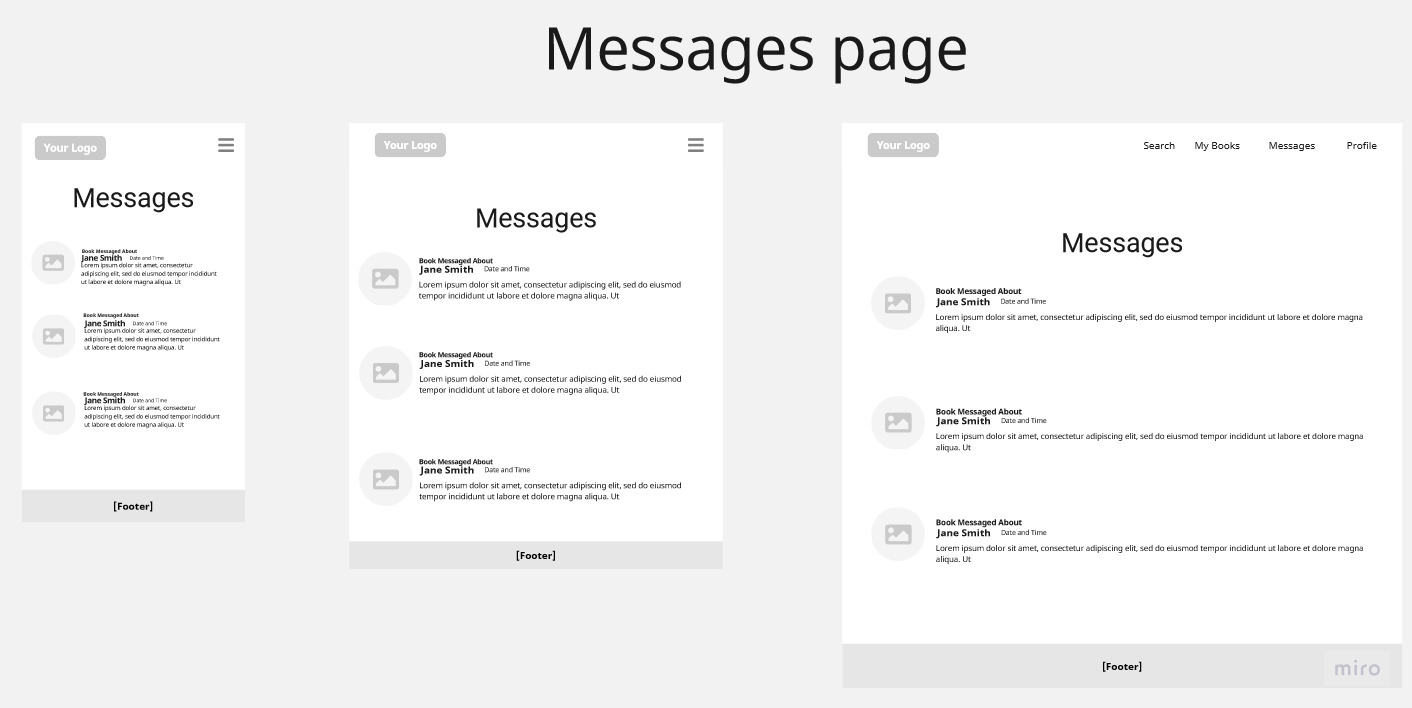 Messages page
Your Logo
Messages
Book Messaged About
Jane Smith Date and Time
Lorem ipsum dolor sit amet, consectetur
adipiscing elit, sed do eiusmod tempor incididunt
ut labore et dolore magna aliqua. Ut
Book Messaged About
Jane Smith Date and Time
Lorem ipsum dolor sit amet, consectetur
adipiscing elit, sed do eiusmod tempor incididunt
ut labore et dolore magna aliqua. Ut
Book Messaged About
Jane Smith Date and Time
Lorem ipsum dolor sit amet, consectetur
adipiscing elit, sed do eiusmod tempor incididunt
ut labore et dolore magna aliqua. Ut
[Footer]
Your Logo
Messages
Book Messaged About
Jane Smith Date and Time
Lorem ipsum dolor sit amet, consectetur adipiscing elit, sed do eiusmod
tempor incididunt ut labore et dolore magna aliqua. Ut
Book Messaged About
Jane Smith Date and Time
Lorem ipsum dolor sit amet, consectetur adipiscing elit, sed do eiusmod
tempor incididunt ut labore et dolore magna aliqua. Ut
Book Messaged About
Jane Smith Date and Time
Lorem ipsum dolor sit amet, consectetur adipiscing elit, sed do eiusmod
tempor incididunt ut labore et dolore magna aliqua. Ut
[Footer]
Your Logo
Search My Books Messages Profile
Messages
Book Messaged About
Jane Smith Date and Time
Lorem ipsum dolor sit amet, consectetur adipiscing elit, sed do eiusmod tempor incididunt ut labore et dolore magna
aliqua. Ut
Book Messaged About
Jane Smith Date and Time
Lorem ipsum dolor sit amet, consectetur adipiscing elit, sed do eiusmod tempor incididunt ut labore et dolore magna
aliqua. Ut
Book Messaged About
Jane Smith Date and Time
Lorem ipsum dolor sit amet, consectetur adipiscing elit, sed do eiusmod tempor incididunt ut labore et dolore magna
aliqua. Ut
[Footer]
miro